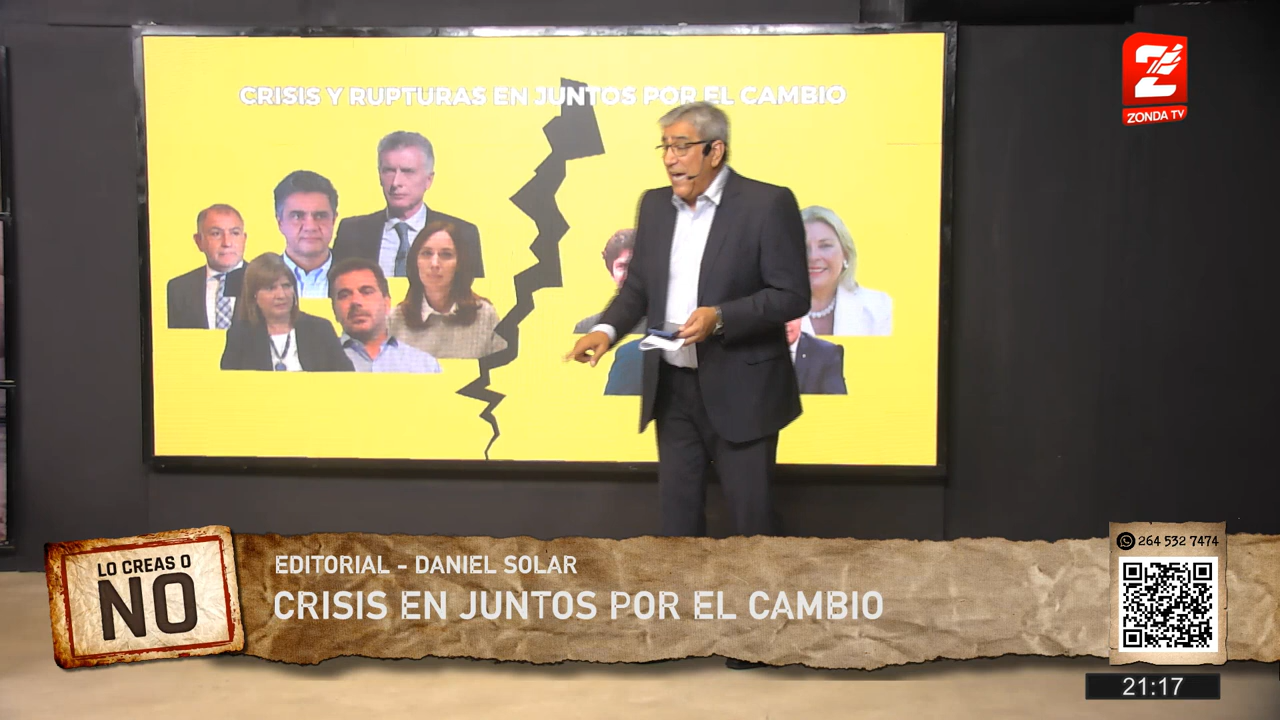 CRISIS Y RUPTURAS EN JUNTOS POR EL CAMBIO
Z
ZONDA TV
LO CREAS O
NO
EDITORIAL - DANIEL SOLAR
CRISIS EN JUNTOS POR EL CAMBIO
264 532 7474
21:17